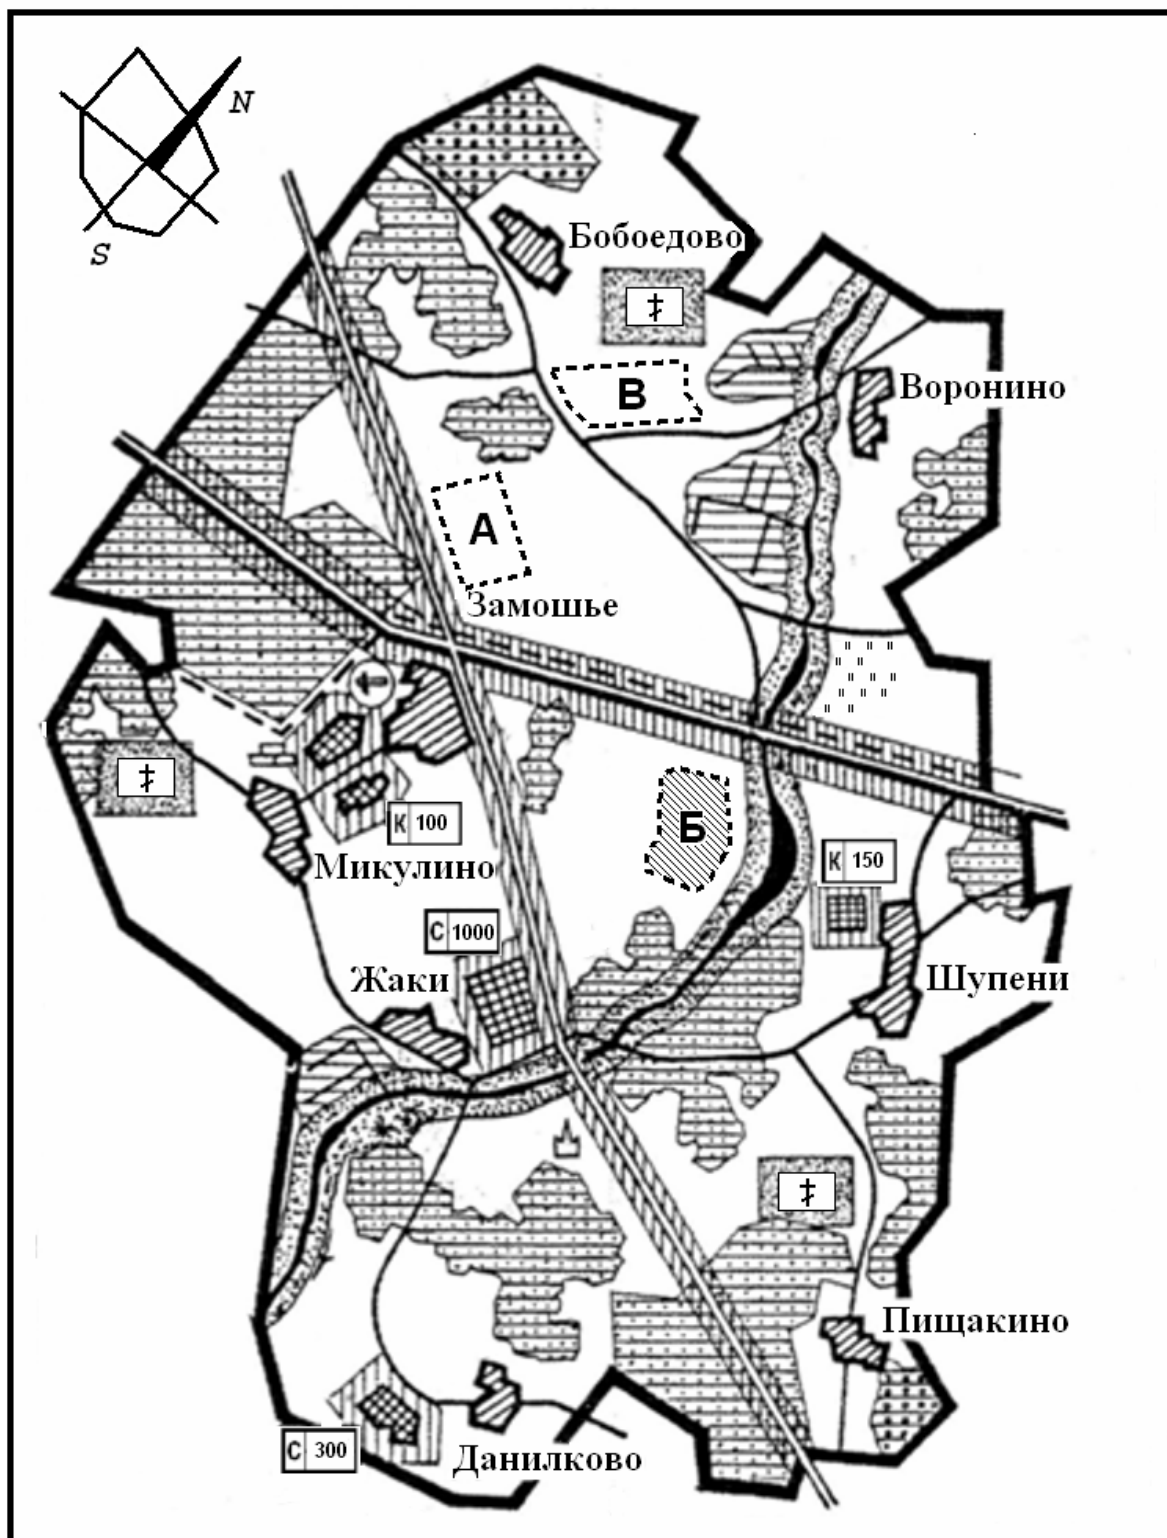 N
S
Бобоедово
В
Воронино
А
Замошье
Б
К 100
К 150
Микулино
С 1000
Жаки
Шупени
Пищакино
С 300
Данилково